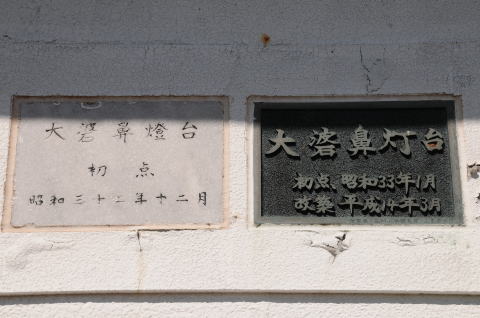 大碆鼻燈台
初点
昭和三十二年十二月
大碆鼻灯台
初点 昭和33年1月
改築 平成14年3月